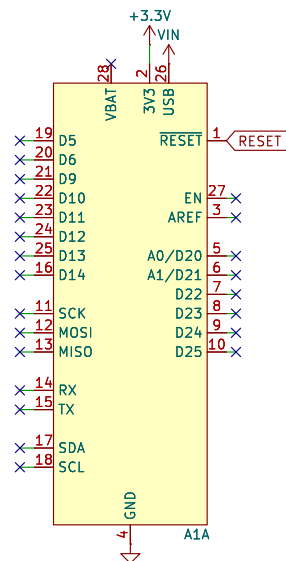 +3.3V
VIN
28 2 26
VBAT 3V3 USB
19 D5 RESET 1 RESET
20 D6
21 D9
22 D10 EN 27
23 D11 AREF 3
24 D12
25 D13 A0/D20 5
16 D14 A1/D21 6
D22 7
11 SCK D23 8
12 MOSI D24 9
13 MISO D25 10
14 RX
15 TX
17 SDA
18 SCL
GND
4 A1A